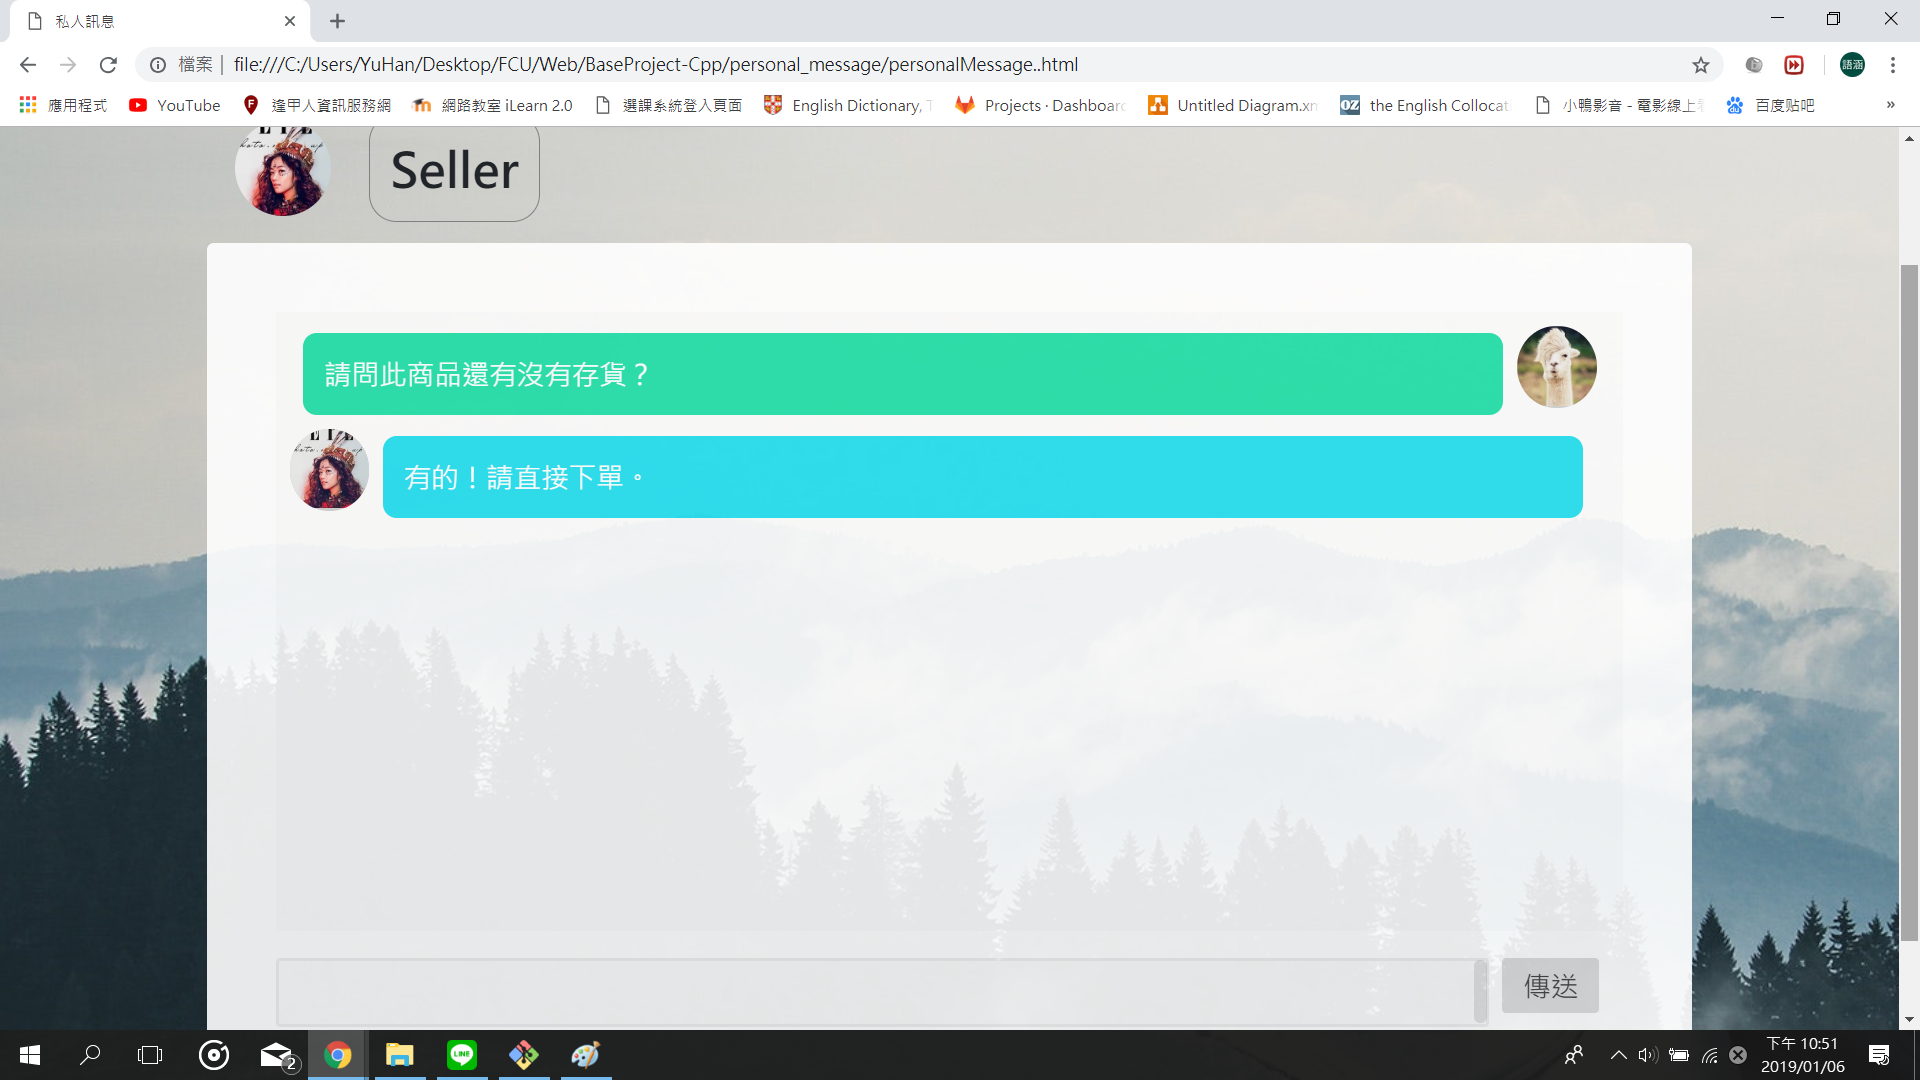 私人訊息
檔案 file:///C:/Users/YuHan/Desktop/FCU/Web/BaseProject-Cpp/personal_message/personalMessage..html
語涵
應用程式 YouTube 逢甲人資訊服務網 網路教室 iLearn 2.0 選課系統登入頁面 English Dictionary, Projects · Dashboard Untitled Diagram.xm the English Collocat 小鴨影音 - 電影線上 百度贴吧 »
Seller
請問此商品還有沒有存貨？
有的！請直接下單。
傳送
2
LINE
下午 10:51
2019/01/06